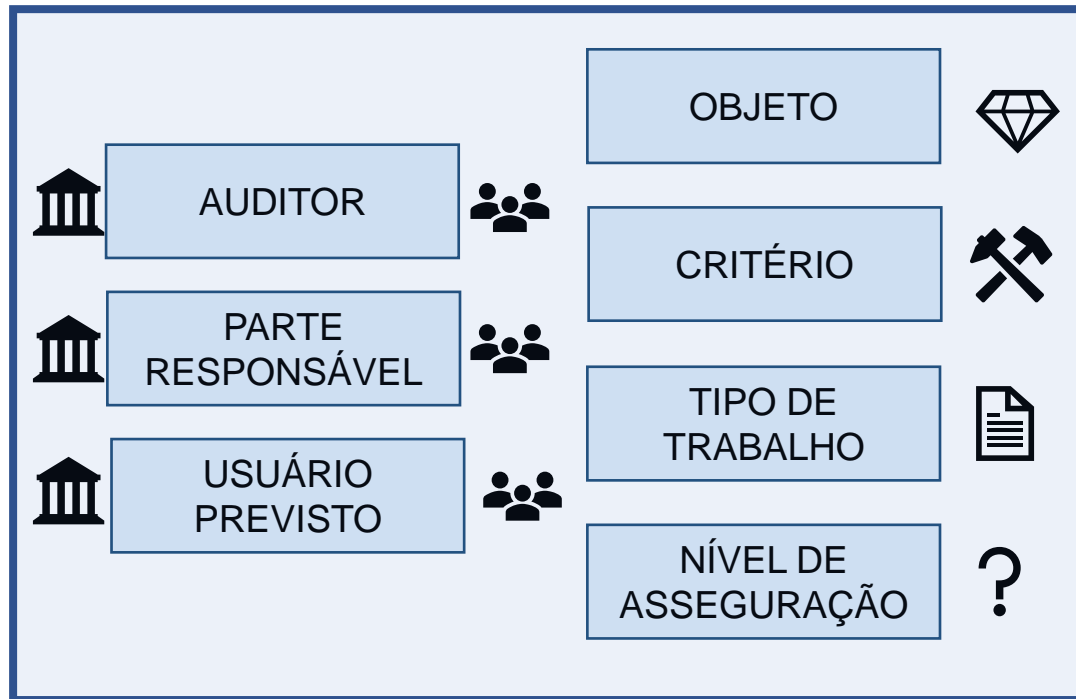 AUDITOR
PARTE
RESPONSÁVEL
USUÁRIO
PREVISTO
OBJETO
CRITÉRIO
TIPO DE
TRABALHO
NÍVEL DE
ASSEGURAÇÃO
?